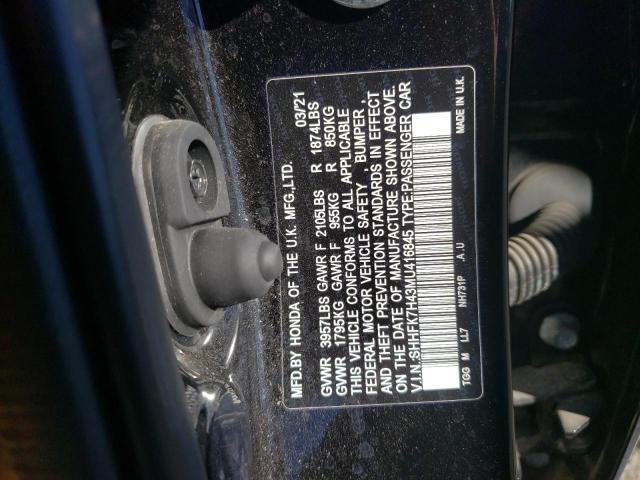 MFD.BY HONDA OF THE U.K. MFG.,LTD. 03/21
GVWR 3957LBS GAWR F 2105LBS R 1874LBS
GVWR 1795KG GAWR F 955KG R 850KG
THIS VEHICLE CONFORMS TO ALL APPLICABLE
FEDERAL MOTOR VEHICLE SAFETY , BUMPER ,
AND THEFT PREVENTION STANDARDS IN EFFECT
ON THE DATE OF MANUFACTURE SHOWN ABOVE.
V.I.N.:SHHFK7H43MU416845 TYPE:PASSENGER CAR
TGG M LL7 NH731P .A.U MADE IN U.K.